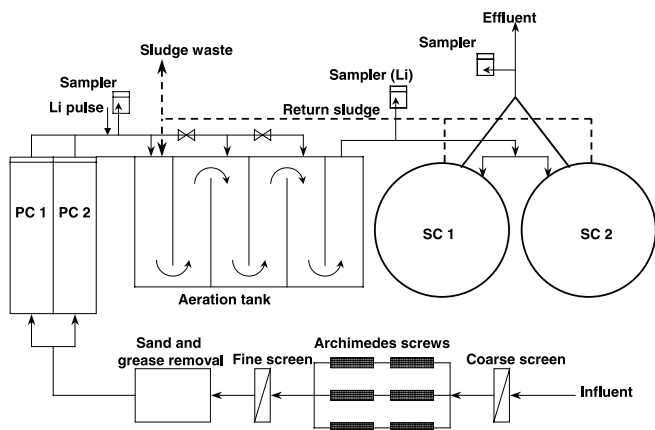 Effluent
Sludge waste
Sampler
Sampler
Sampler (Li)
Li pulse
Return sludge
PC 1
PC 2
SC 1
SC 2
Aeration tank
Sand and
grease removal
Fine screen
Archimedes screws
Coarse screen
Influent